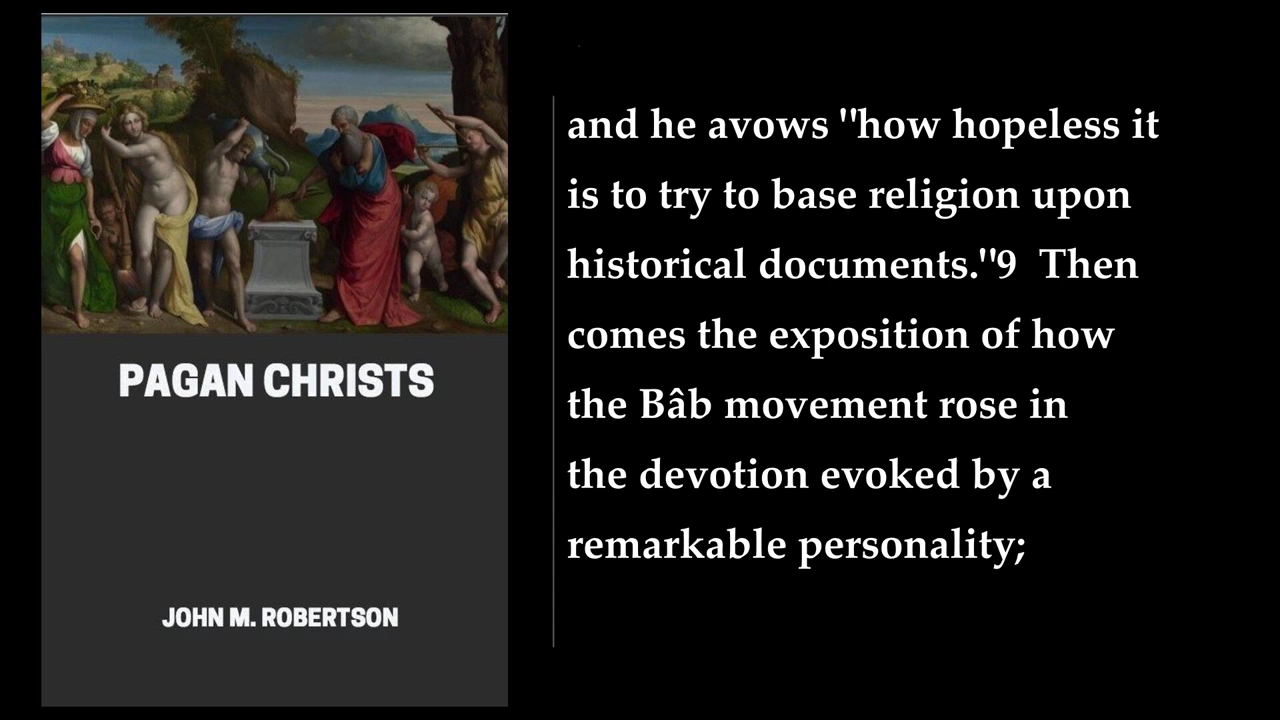 PAGAN CHRISTS
JOHN M. ROBERTSON
and he avows "how hopeless it
is to try to base religion upon
historical documents."9  Then
comes the exposition of how
the Bâb movement rose in
the devotion evoked by a
remarkable personality;